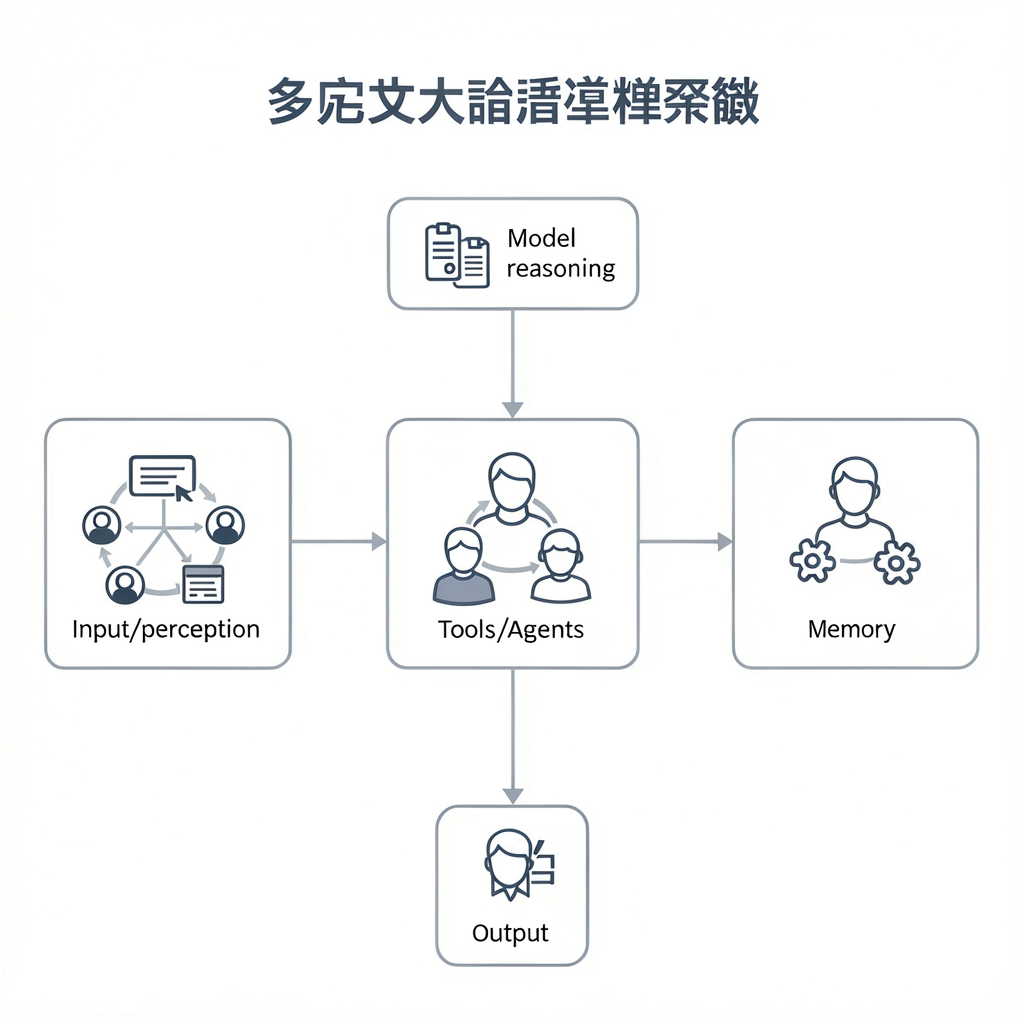 Model
reasoning
Input/perception
Tools/Agents
Memory
Output